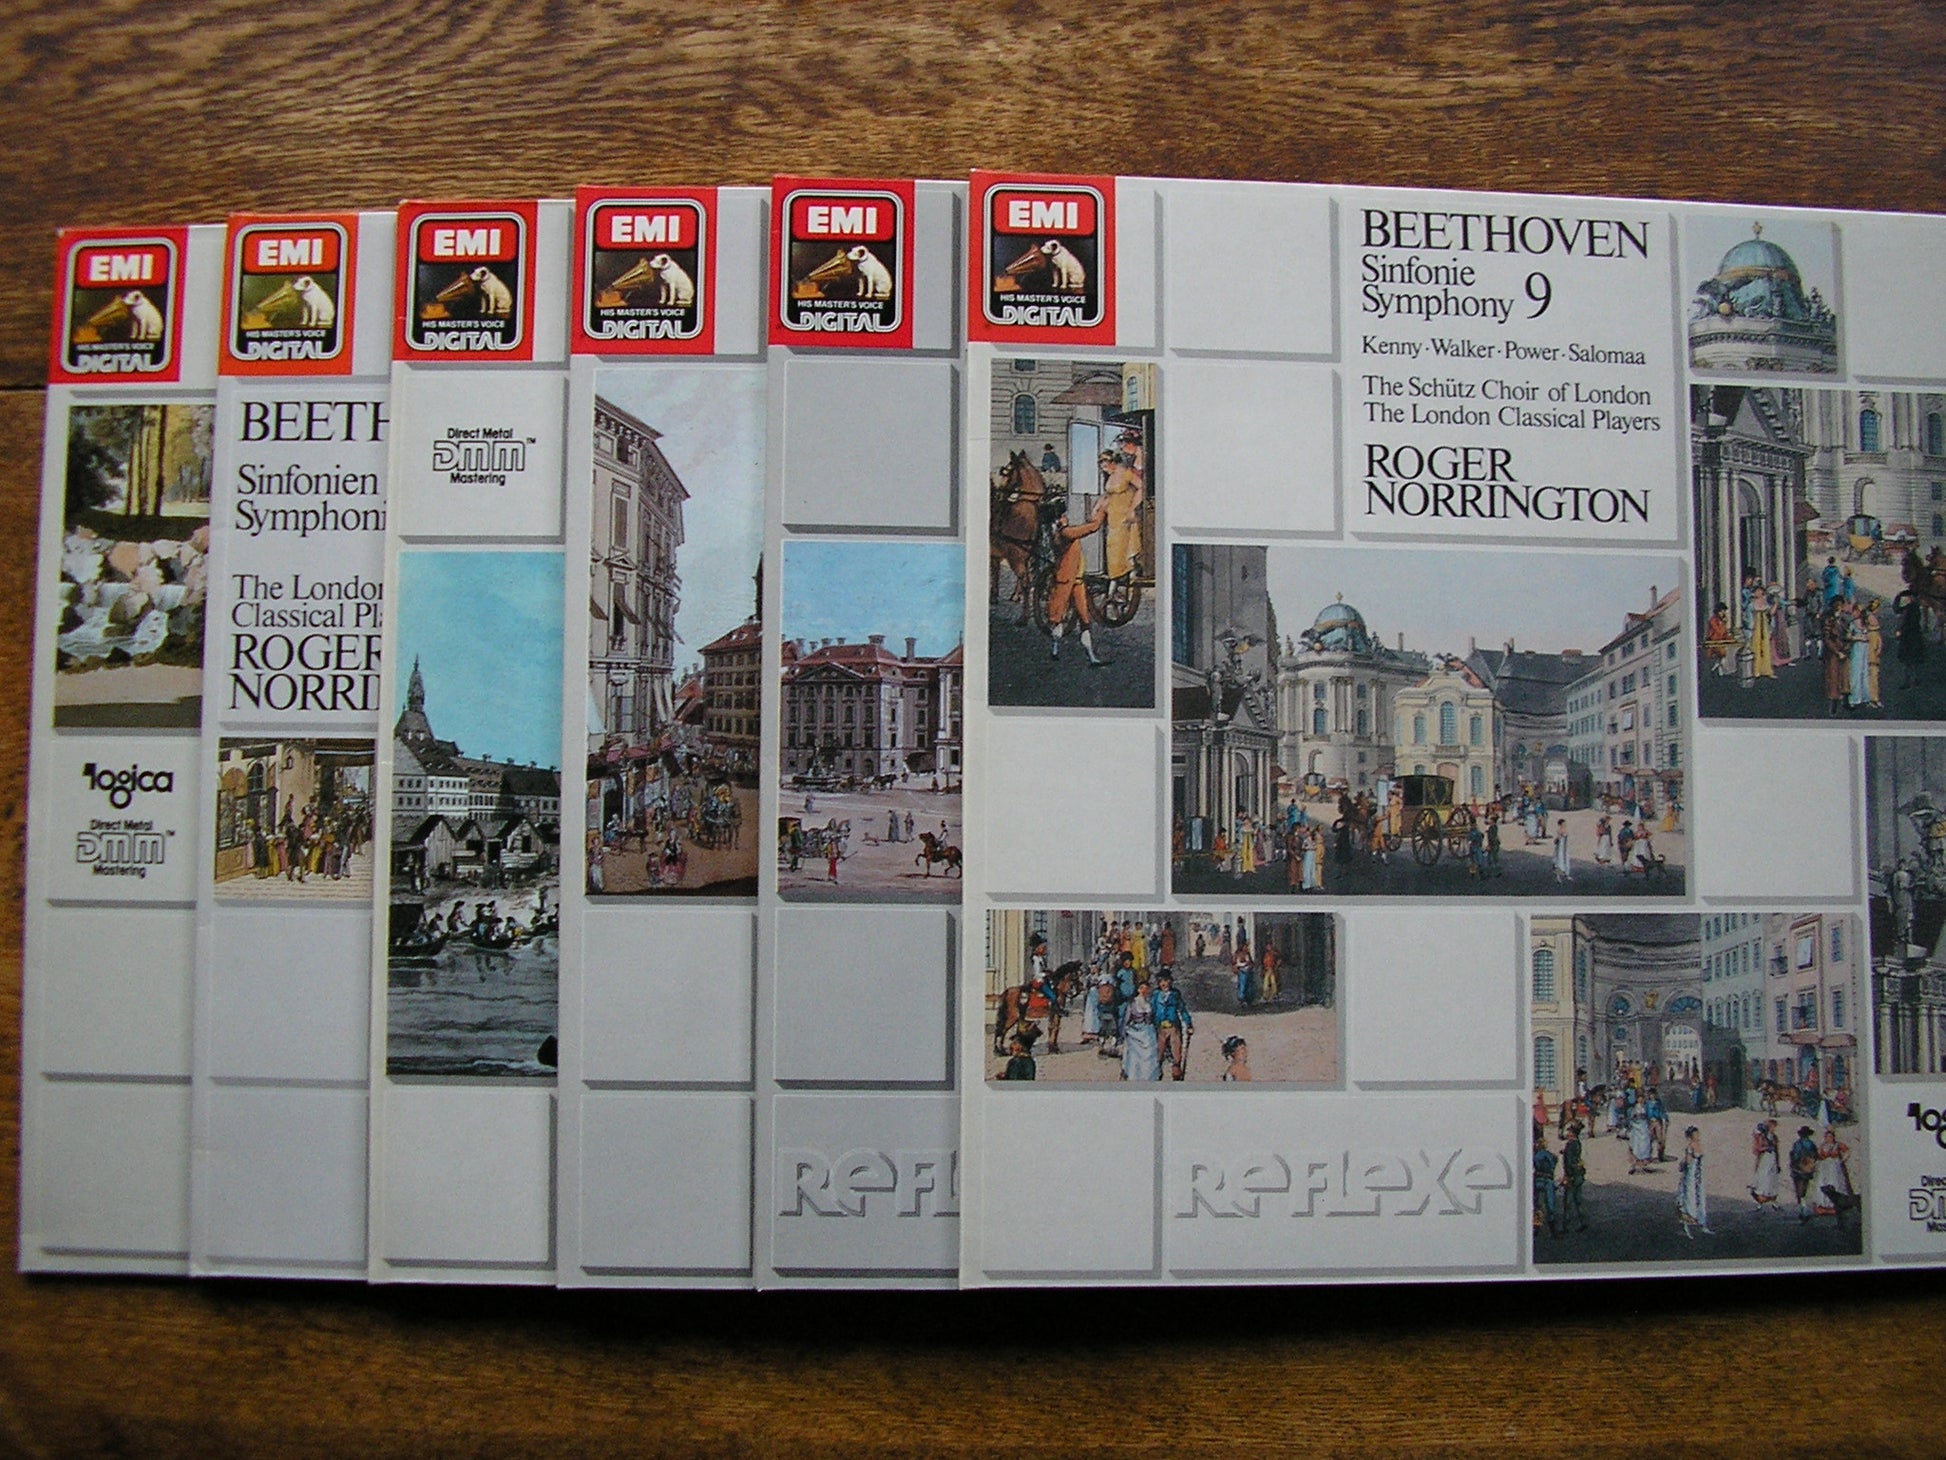 EMI
HIS MASTER'S VOICE
DIGITAL
logica
Direct Metal
DMM™
Mastering
EMI
HIS MASTER'S VOICE
DIGITAL
BEETH
Sinfonien
Symphoni
The London
Classical Pla
ROGER
NORRI
EMI
HIS MASTER'S VOICE
DIGITAL
Direct Metal
DMM™
Mastering
EMI
HIS MASTER'S VOICE
DIGITAL
EMI
HIS MASTER'S VOICE
DIGITAL
REFL
EMI
HIS MASTER'S VOICE
DIGITAL
BEETHOVEN
Sinfonie
Symphony 9
Kenny · Walker · Power · Salomaa
The Schütz Choir of London
The London Classical Players
ROGER
NORRINGTON
REFLEXE